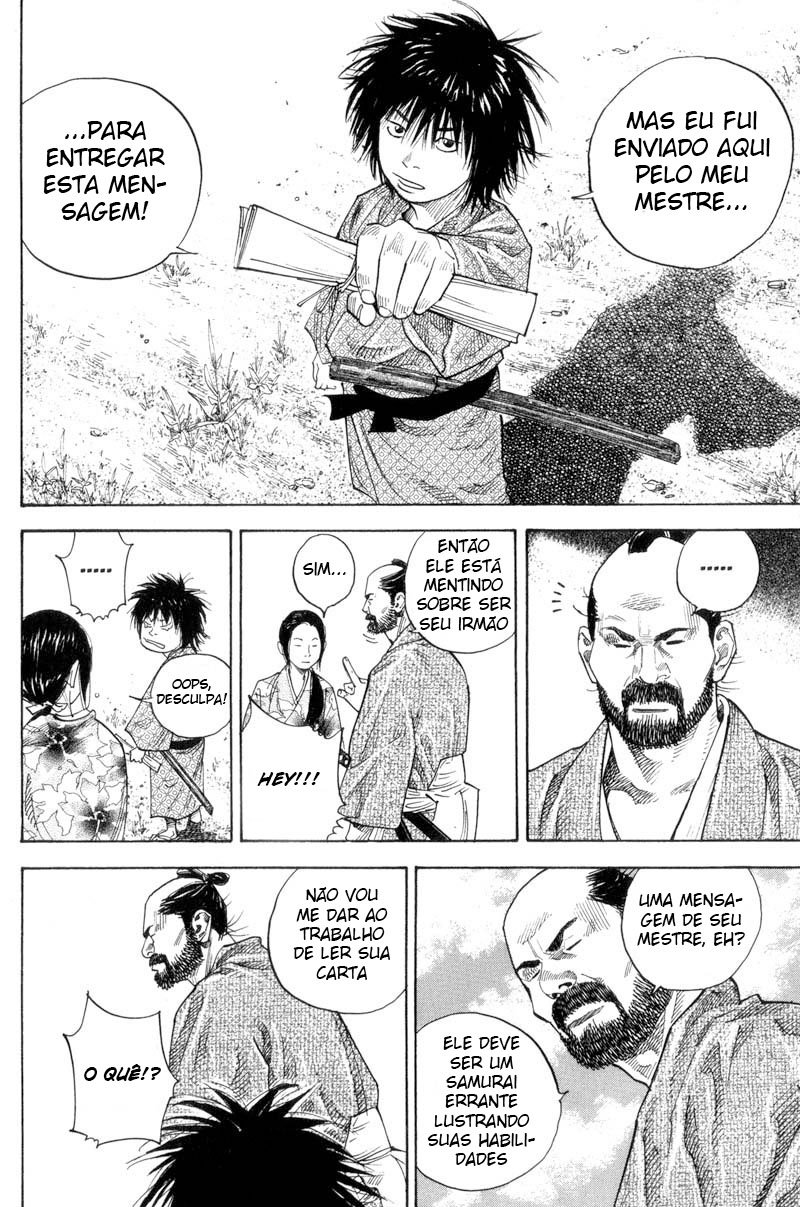 MAS EU FUI
ENVIADO AQUI
PELO MEU
MESTRE...
...PARA
ENTREGAR
ESTA MEN-
SAGEM!
......
ENTÃO
ELE ESTÁ
MENTINDO
SOBRE SER
SEU IRMÃO
SIM...
HEY!!!
......
OOPS,
DESCULPA!
UMA MENSA-
GEM DE SEU
MESTRE, EH?
ELE DEVE
SER UM
SAMURAI
ERRANTE
LUSTRANDO
SUAS HABILI-
DADES
NÃO VOU
ME DAR AO
TRABALHO
DE LER SUA
CARTA
O QUÊ!?